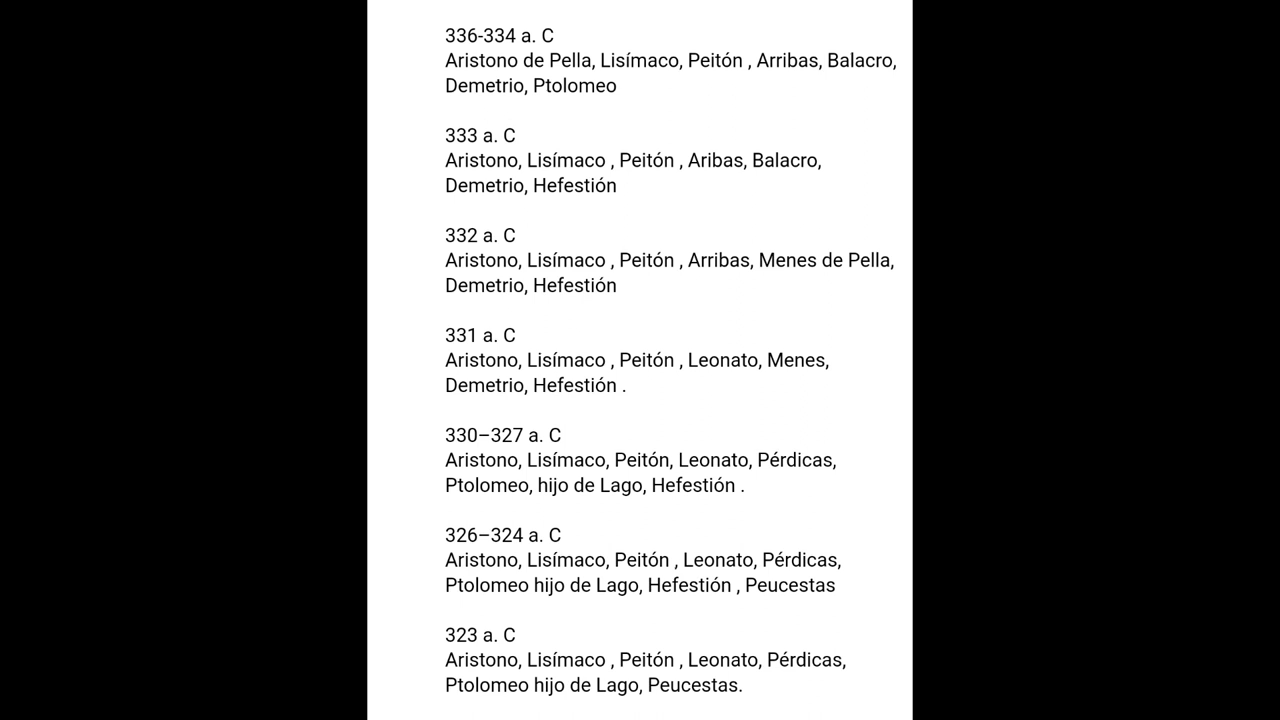 336-334 a. C
Aristono de Pella, Lisímaco, Peitón , Arribas, Balacro,
Demetrio, Ptolomeo
333 a. C
Aristono, Lisímaco , Peitón , Aribas, Balacro,
Demetrio, Hefestión
332 a. C
Aristono, Lisímaco , Peitón , Arribas, Menes de Pella,
Demetrio, Hefestión
331 a. C
Aristono, Lisímaco , Peitón , Leonato, Menes,
Demetrio, Hefestión .
330–327 a. C
Aristono, Lisímaco, Peitón, Leonato, Pérdicas,
Ptolomeo, hijo de Lago, Hefestión .
326–324 a. C
Aristono, Lisímaco, Peitón , Leonato, Pérdicas,
Ptolomeo hijo de Lago, Hefestión , Peucestas
323 a. C
Aristono, Lisímaco , Peitón , Leonato, Pérdicas,
Ptolomeo hijo de Lago, Peucestas.